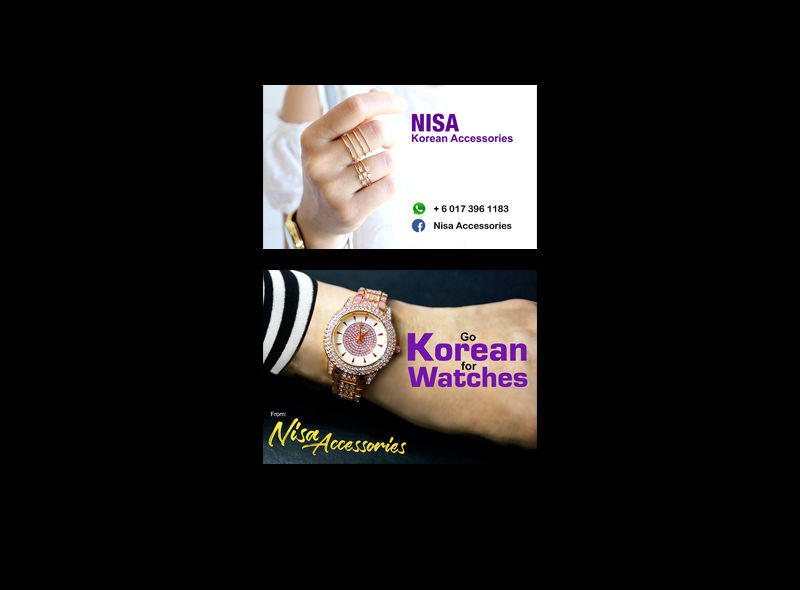 NISA
Korean Accessories
+ 6 017 396 1183
Nisa Accessories
Go
Korean
for
Watches
From:
Nisa Accessories